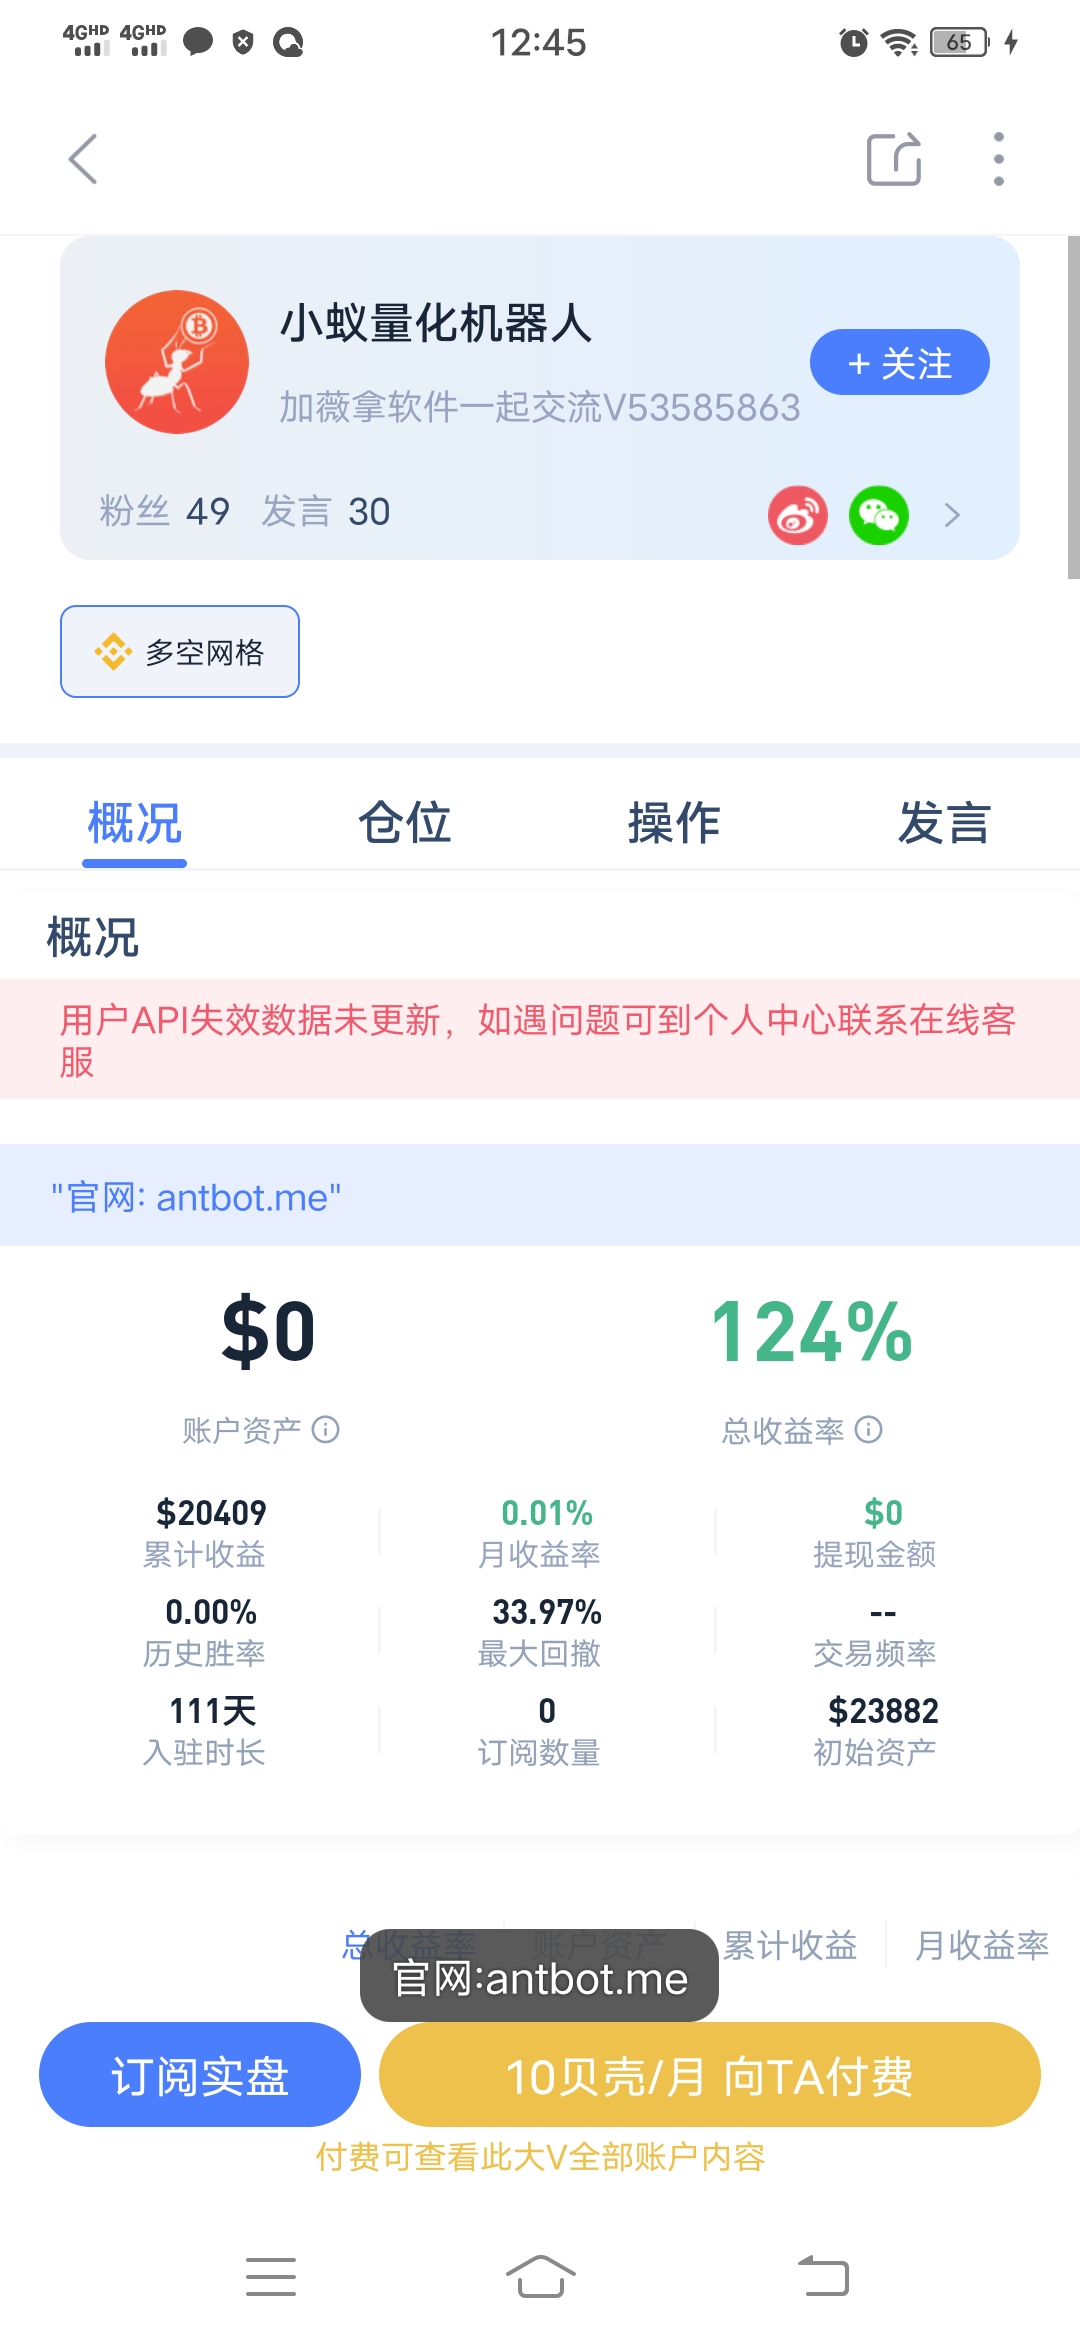 4GHD 4GHD 12:45 65
小蚁量化机器人
+ 关注
加薇拿软件一起交流V53585863
粉丝 49 发言 30
多空网格
概况 仓位 操作 发言
概况
用户API失效数据未更新，如遇问题可到个人中心联系在线客
服
"官网: antbot.me"
$0 124%
账户资产 总收益率
$20409 0.01% $0
累计收益 月收益率 提现金额
0.00% 33.97% --
历史胜率 最大回撤 交易频率
111天 0 $23882
入驻时长 订阅数量 初始资产
总收益率 账户资产 累计收益 月收益率
官网:antbot.me
订阅实盘 10贝壳/月 向TA付费
付费可查看此大V全部账户内容